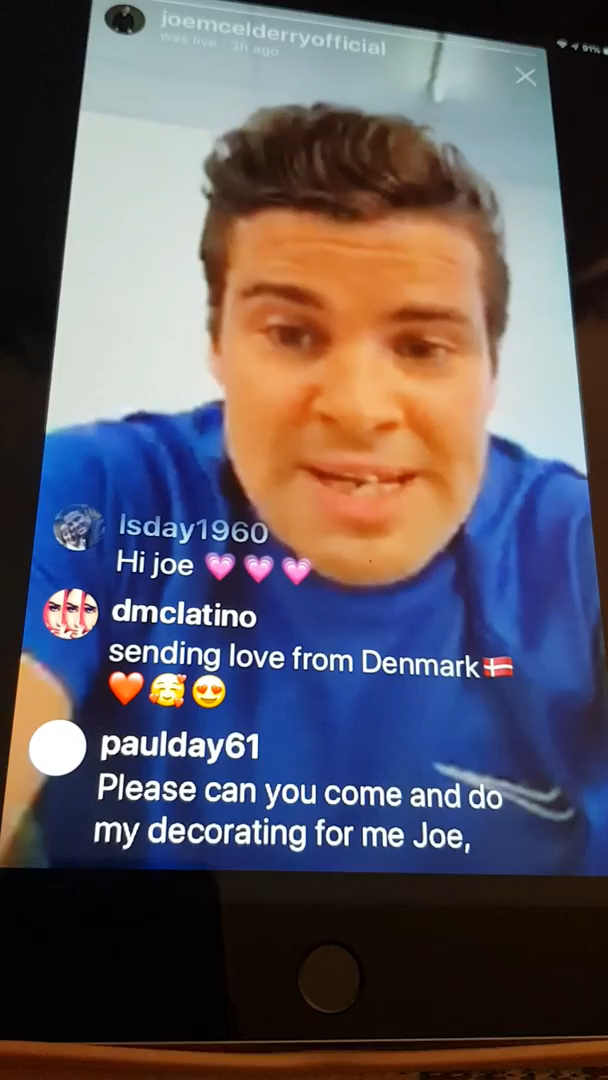 joemcelderryofficial
was live · 3h ago
91%
lsday1960
Hi joe 💗 💗 💗
dmclatino
sending love from Denmark🇩🇰
❤️ 🥰 😍
paulday61
Please can you come and do
my decorating for me Joe,